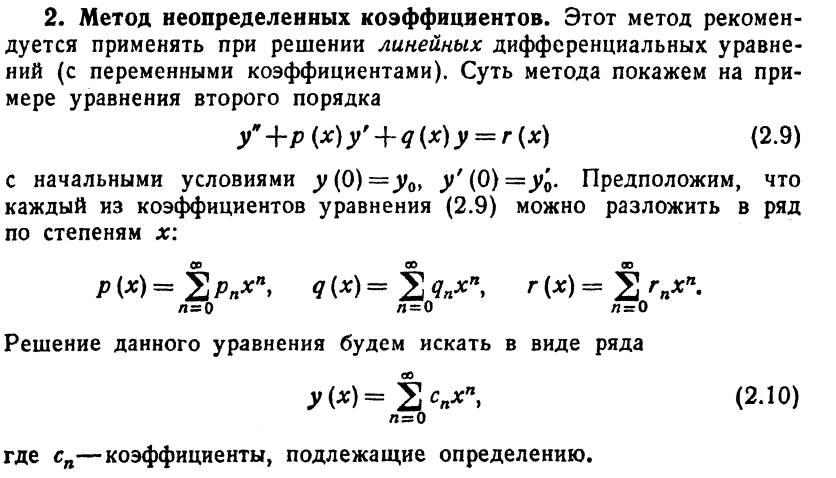 2. Метод неопределенных коэффициентов. Этот метод рекомен-
дуется применять при решении линейных дифференциальных уравне-
ний (с переменными коэффициентами). Суть метода покажем на при-
мере уравнения второго порядка
y″+p (x) y′+q (x) y=r (x) (2.9)
с начальными условиями y (0)=y₀, y′ (0)=y₀′. Предположим, что
каждый из коэффициентов уравнения (2.9) можно разложить в ряд
по степеням x:
p (x) = ∑_{n=0}^{∞} pₙxⁿ, q (x) = ∑_{n=0}^{∞} qₙxⁿ, r (x) = ∑_{n=0}^{∞} rₙxⁿ.
Решение данного уравнения будем искать в виде ряда
y (x) = ∑_{n=0}^{∞} cₙxⁿ, (2.10)
где cₙ—коэффициенты, подлежащие определению.